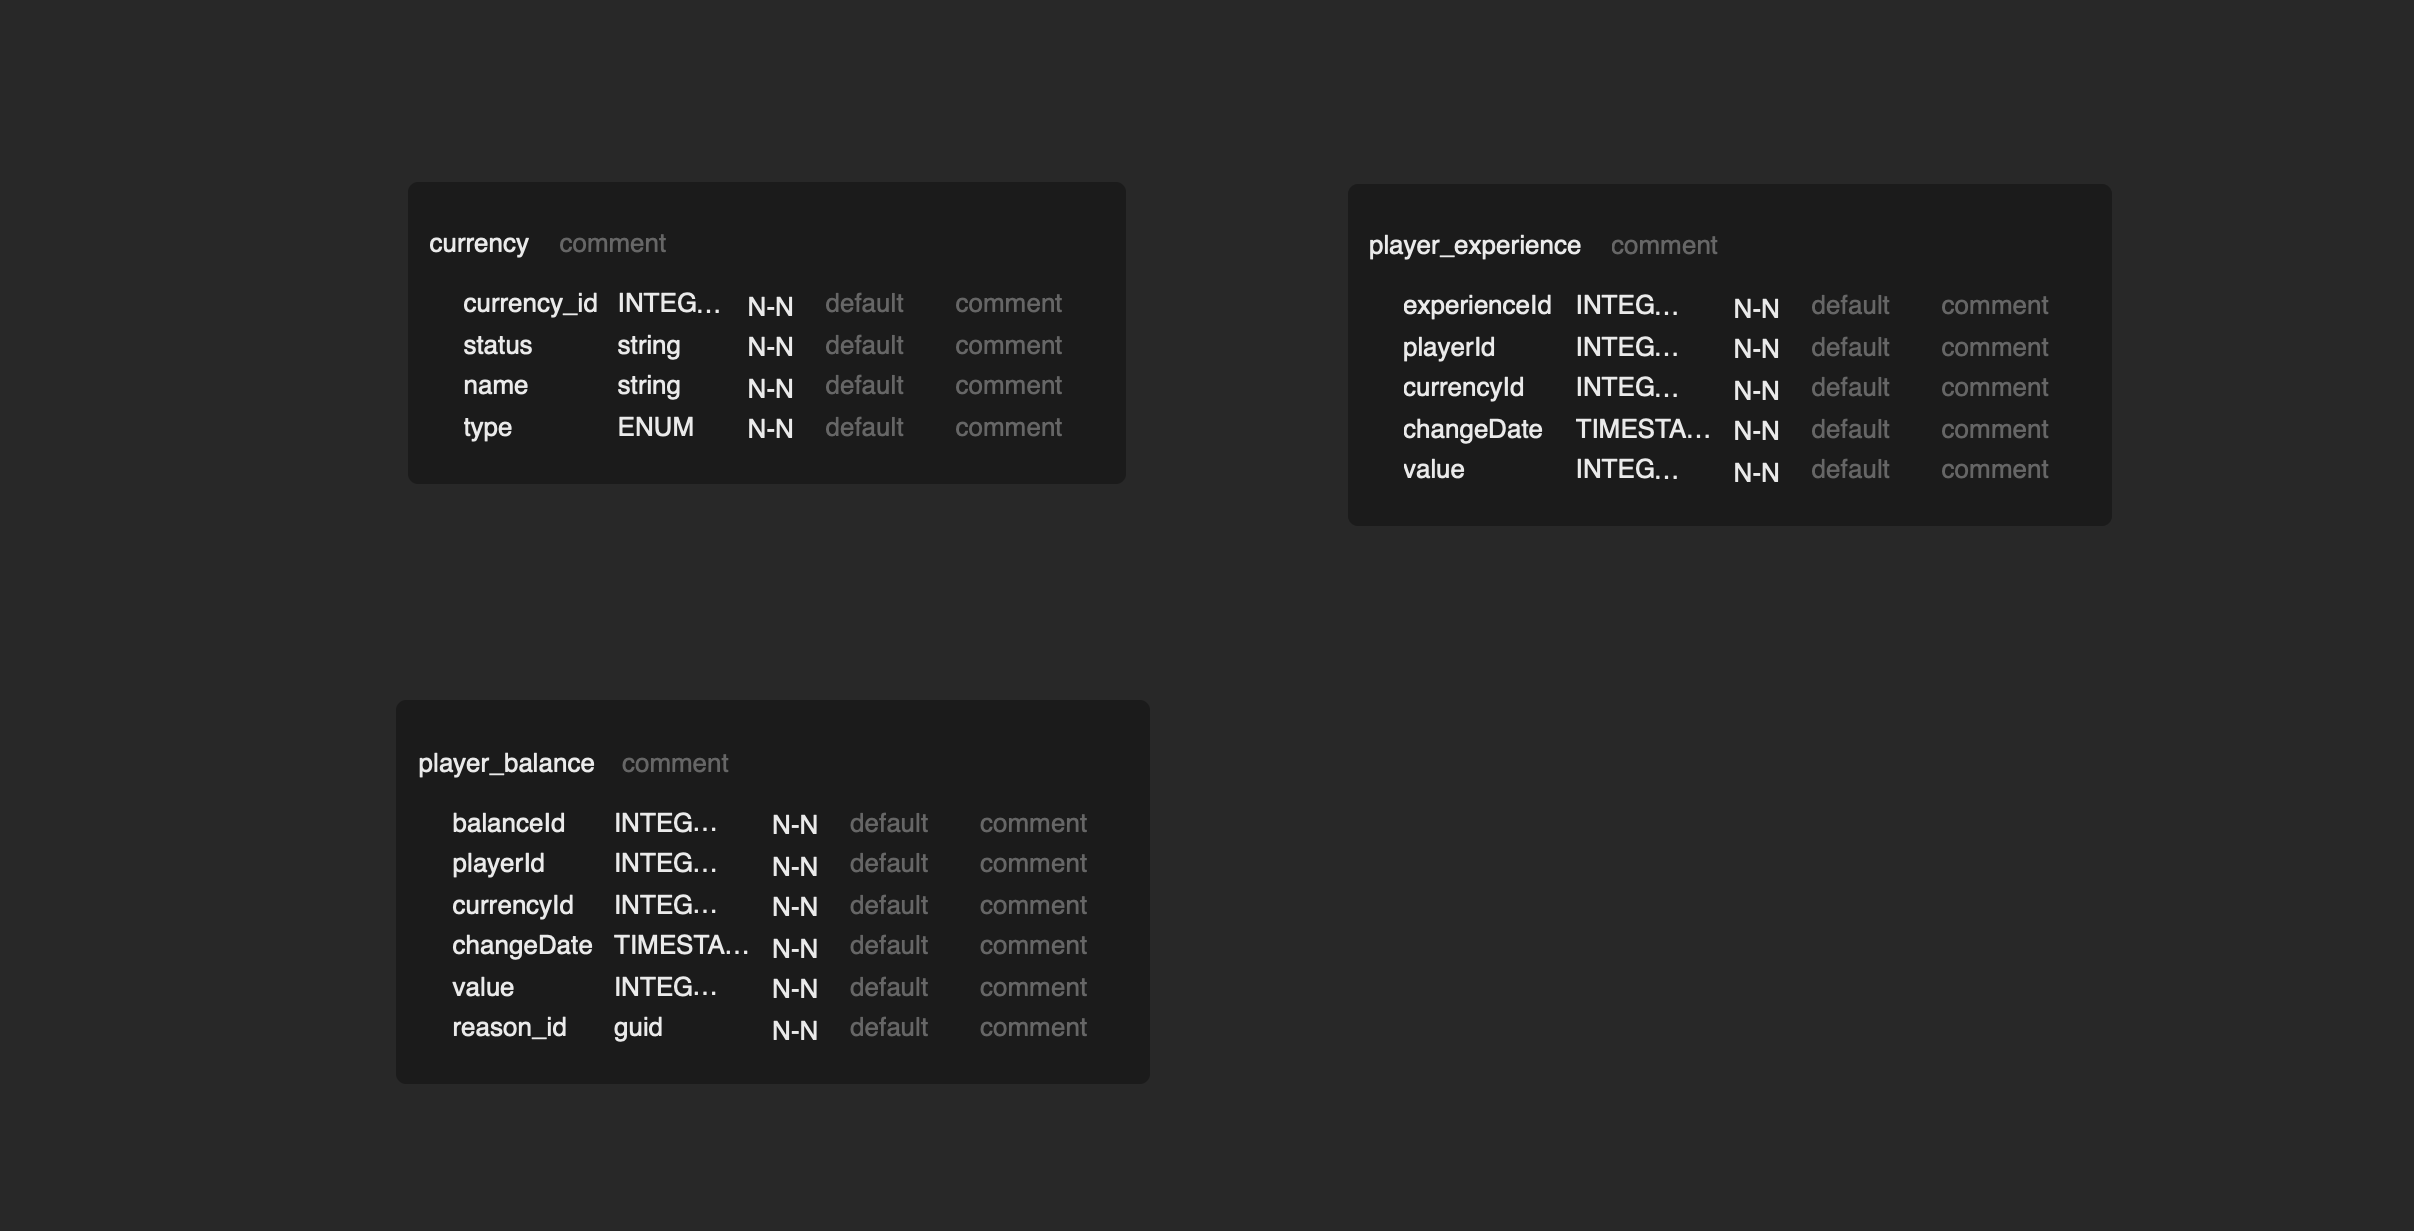 currency comment
currency_id INTEG... N-N default comment
status string N-N default comment
name string N-N default comment
type ENUM N-N default comment
player_experience comment
experienceId INTEG... N-N default comment
playerId INTEG... N-N default comment
currencyId INTEG... N-N default comment
changeDate TIMESTA... N-N default comment
value INTEG... N-N default comment
player_balance comment
balanceId INTEG... N-N default comment
playerId INTEG... N-N default comment
currencyId INTEG... N-N default comment
changeDate TIMESTA... N-N default comment
value INTEG... N-N default comment
reason_id guid N-N default comment